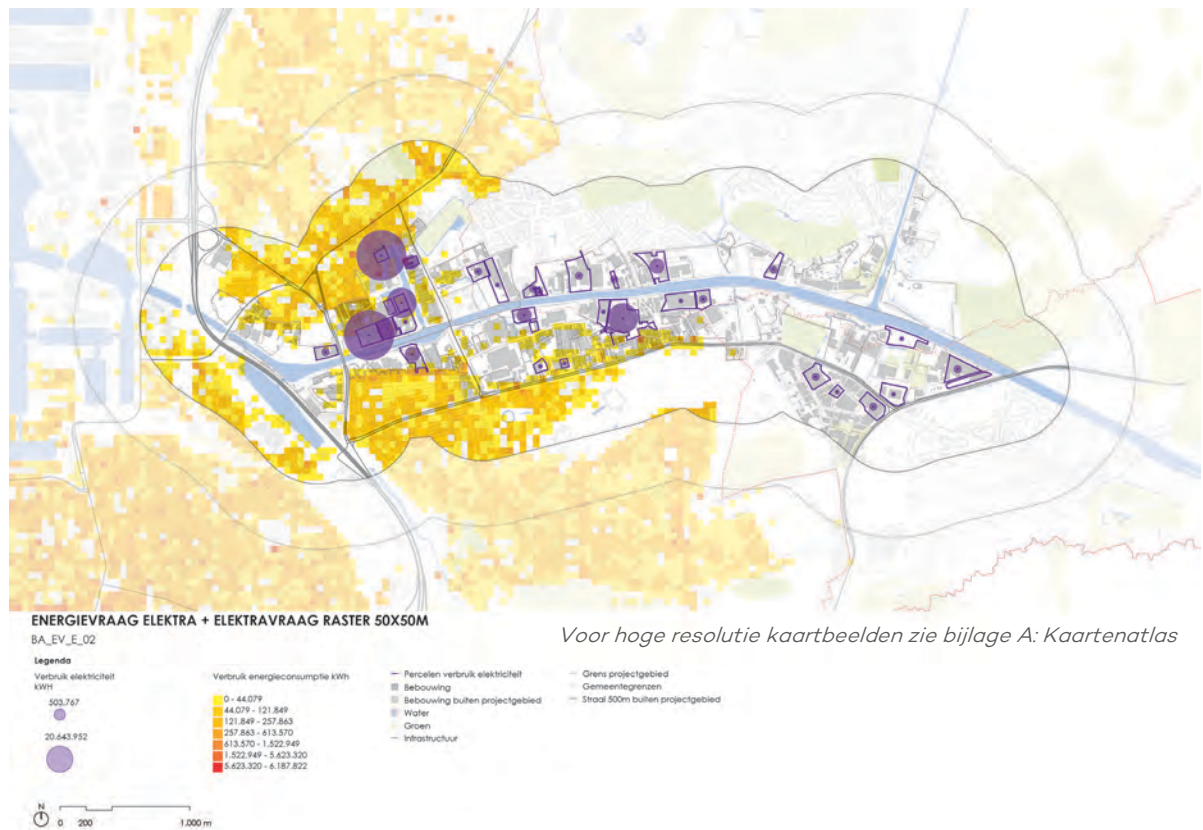 ENERGIEVRAAG ELEKTRA + ELEKTRAVRAAG RASTER 50X50M
BA_EV_E_02
Voor hoge resolutie kaartbeelden zie bijlage A: Kaartenatlas
Legenda
Verbruik elektriciteit
kWH
503.767
20.643.952
Verbruik energieconsumptie kWh
0 - 44.079
44.079 - 121.849
121.849 - 257.863
257.863 - 613.570
613.570 - 1.522.949
1.522.949 - 5.623.320
5.623.320 - 6.187.822
Percelen verbruik elektriciteit
Bebouwing
Bebouwing buiten projectgebied
Water
Groen
Infrastructuur
Grens projectgebied
Gemeentegrenzen
Straal 500m buiten projectgebied
N
0 200 1.000 m